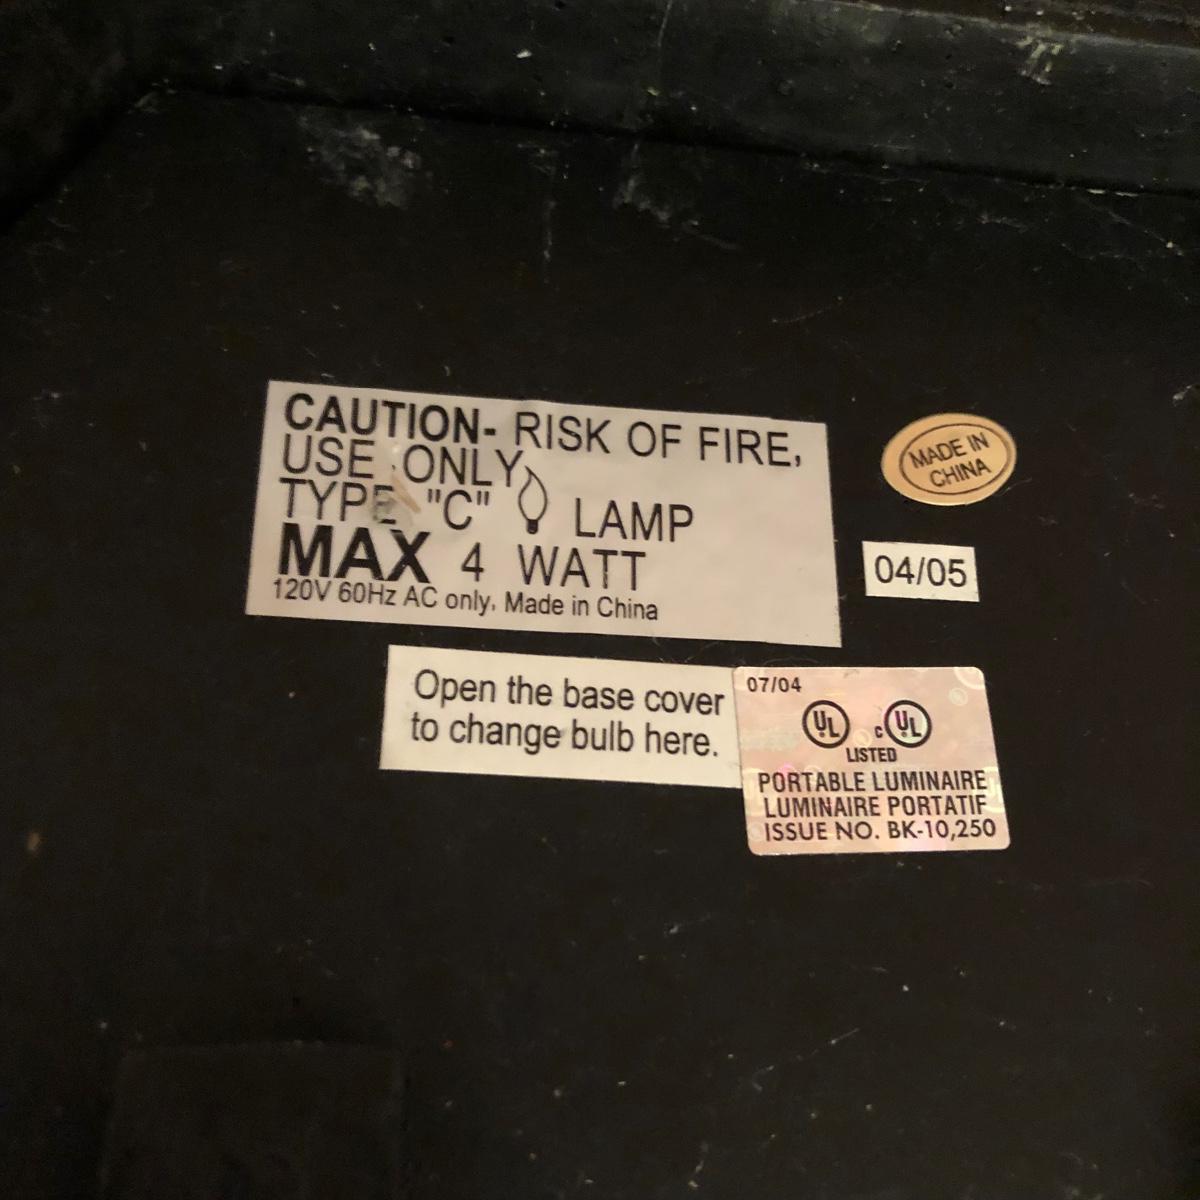 CAUTION- RISK OF FIRE,
USE ONLY
TYPE "C" LAMP
MAX 4 WATT
120V 60Hz AC only, Made in China
MADE IN
CHINA
04/05
Open the base cover
to change bulb here.
07/04
UL c UL
LISTED
PORTABLE LUMINAIRE
LUMINAIRE PORTATIF
ISSUE NO. BK-10,250